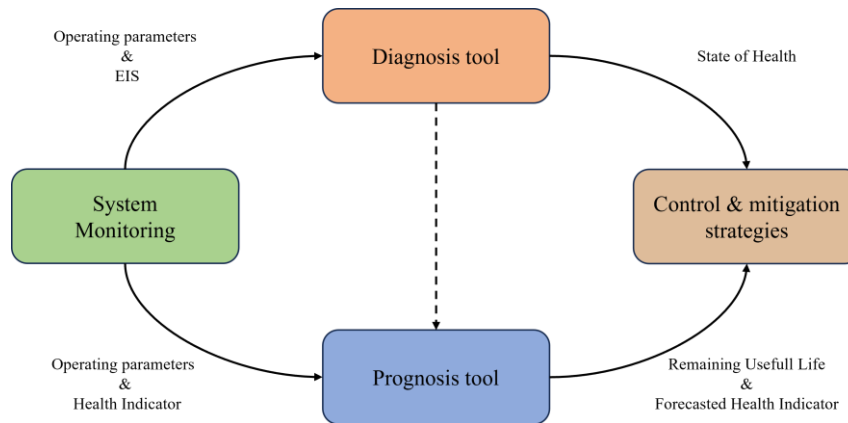 Operating parameters
&
EIS
Diagnosis tool
State of Health
System
Monitoring
Control & mitigation
strategies
Operating parameters
&
Health Indicator
Prognosis tool
Remaining Usefull Life
&
Forecasted Health Indicator